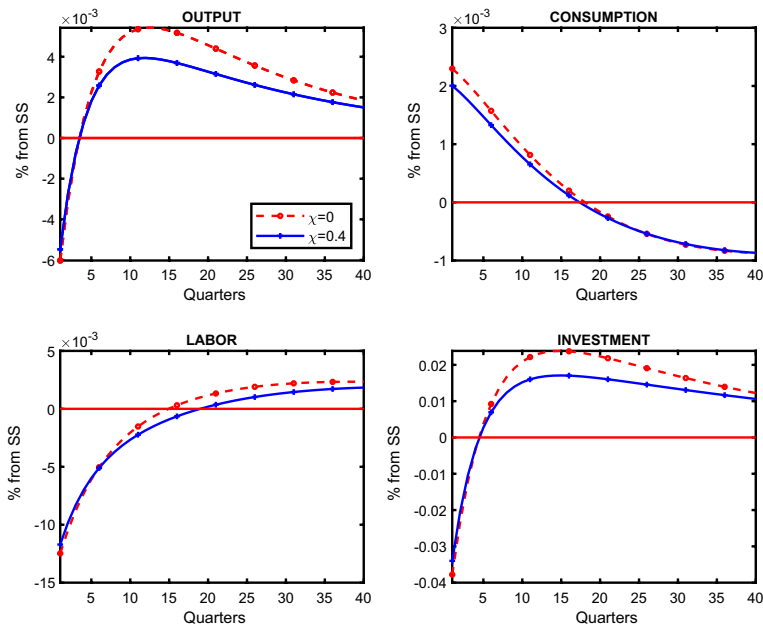 ×10⁻³
OUTPUT
6
4
2
0
-2
-4
-6
% from SS
χ=0
χ=0.4
5 10 15 20 25 30 35 40
Quarters
×10⁻³
CONSUMPTION
3
2
1
0
-1
% from SS
5 10 15 20 25 30 35 40
Quarters
×10⁻³
LABOR
5
0
-5
-10
-15
% from SS
5 10 15 20 25 30 35 40
Quarters
INVESTMENT
0.02
0.01
0
-0.01
-0.02
-0.03
-0.04
% from SS
5 10 15 20 25 30 35 40
Quarters